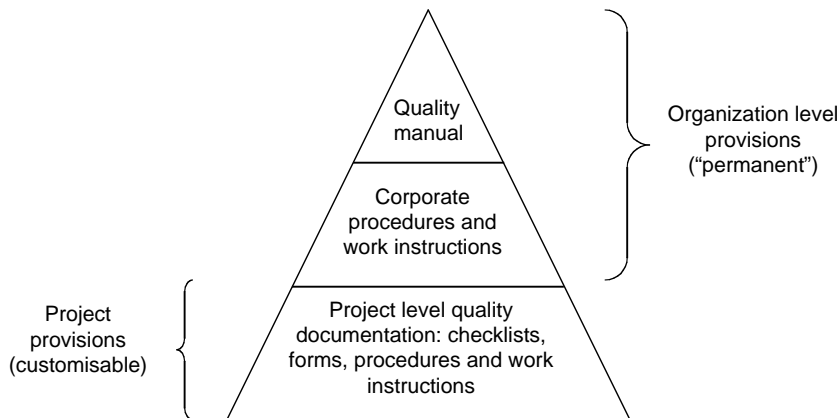 Quality
manual
Organization level
provisions
(“permanent”)
Corporate
procedures and
work instructions
Project
provisions
(customisable)
Project level quality
documentation: checklists,
forms, procedures and work
instructions